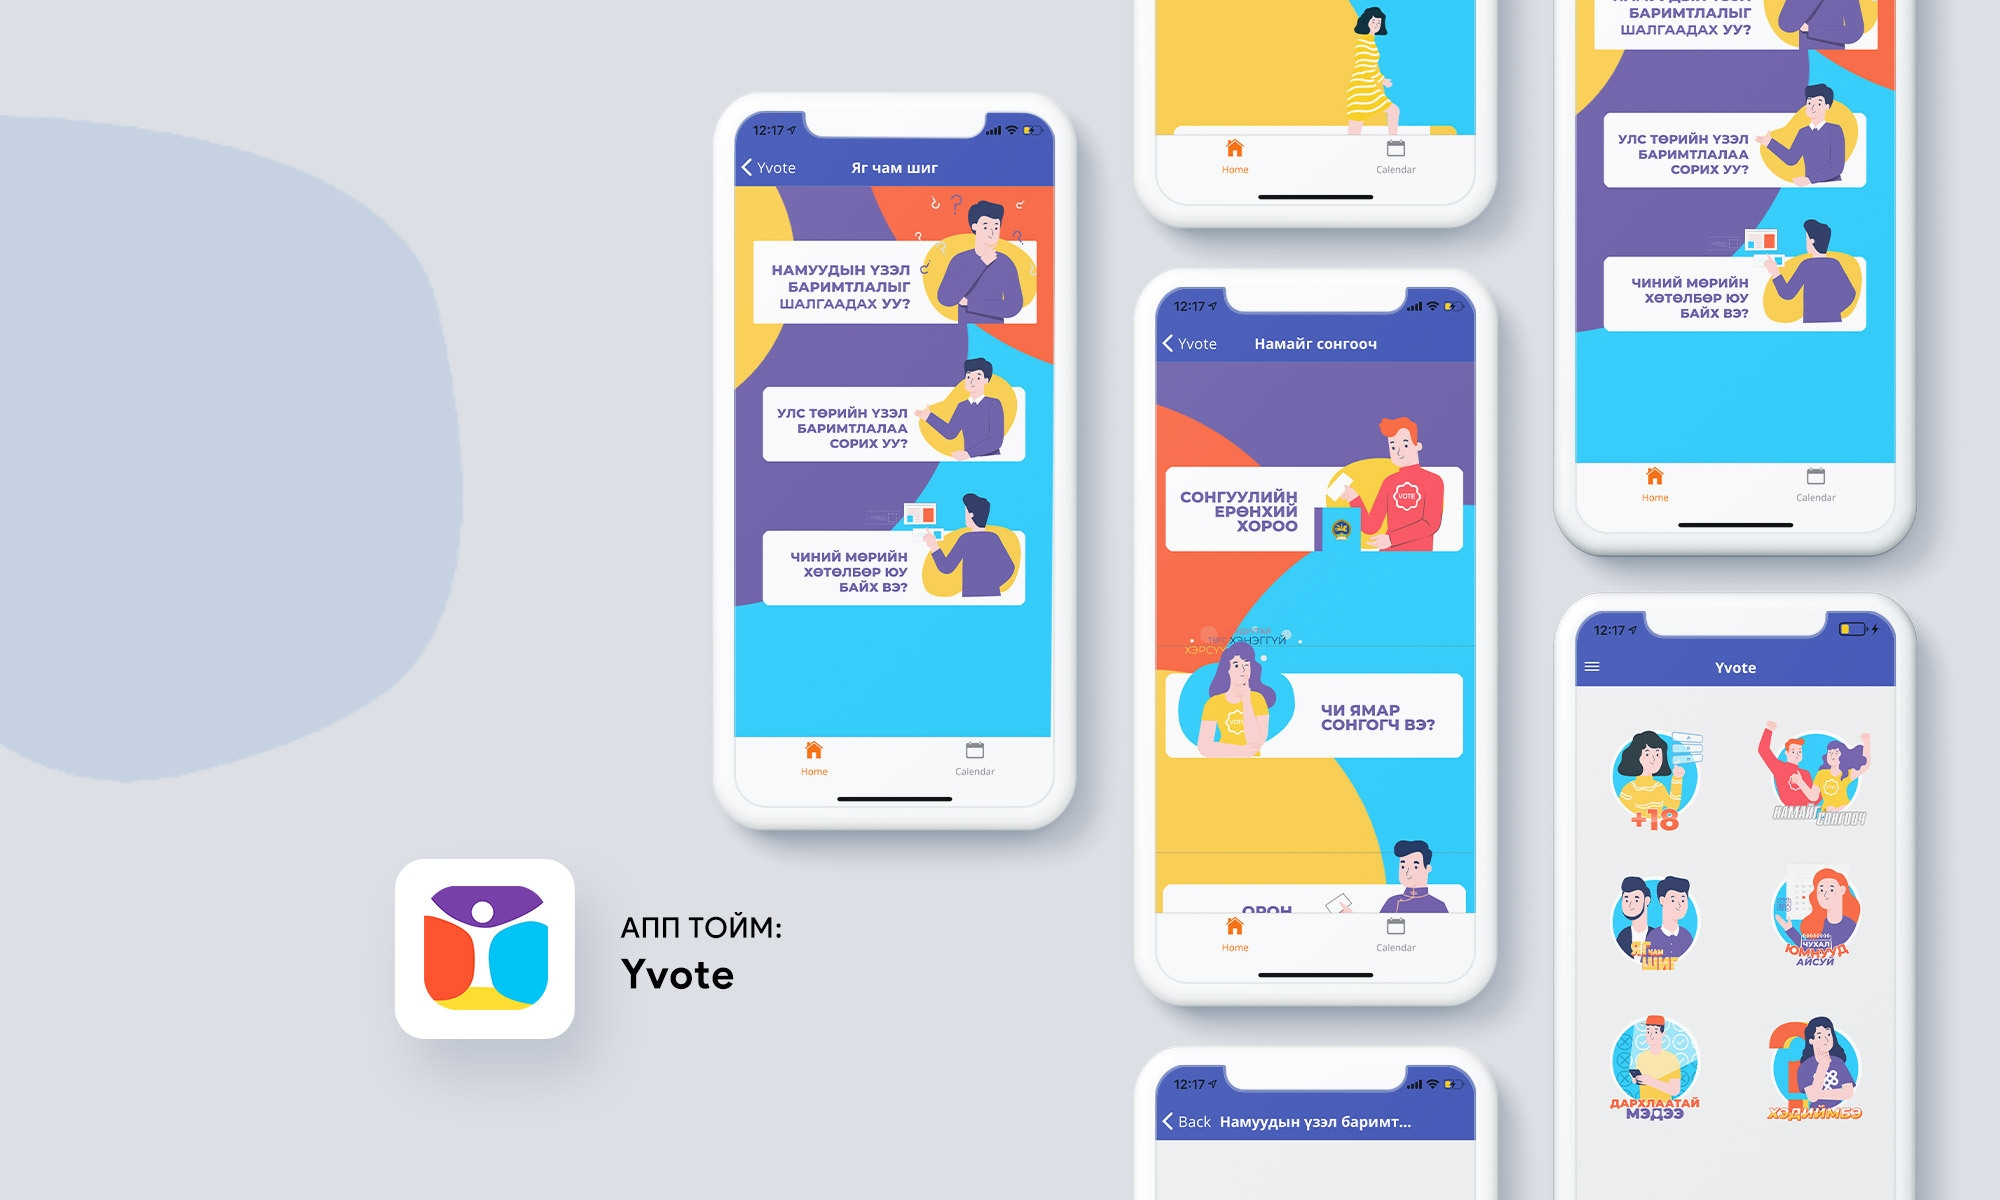 12:17
Yvote
Яг чам шиг
НАМУУДЫН ҮЗЭЛ
БАРИМТЛАЛЫГ
ШАЛГААДАХ УУ?
УЛС ТӨРИЙН ҮЗЭЛ
БАРИМТЛАЛАА
СОРИХ УУ?
ЧИНИЙ МӨРИЙН
ХӨТӨЛБӨР ЮУ
БАЙХ ВЭ?
Home
Calendar
АПП ТОЙМ:
Yvote
Home
Calendar
12:17
Yvote
Намайг сонгооч
СОНГУУЛИЙН
ЕРӨНХИЙ
ХОРОО
VOTE
ХЭНЭГГҮЙ
VOTE
ЧИ ЯМАР
СОНГОГЧ ВЭ?
ОРОН
Home
Calendar
12:17
Back
Намуудын үзэл баримт...
БАРИМТЛАЛЫГ
ШАЛГААДАХ УУ?
УЛС ТӨРИЙН ҮЗЭЛ
БАРИМТЛАЛАА
СОРИХ УУ?
ЧИНИЙ МӨРИЙН
ХӨТӨЛБӨР ЮУ
БАЙХ ВЭ?
Home
Calendar
12:17
Yvote
+18
НАМАЙГ
СОНГООЧ
ЯГ ЧАМ
ШИГ
ЧУХАЛ
ЮМНУУД
АЙСУЙ
ДАРХЛААТАЙ
МЭДЭЭ
ХЭДИЙМБЭ